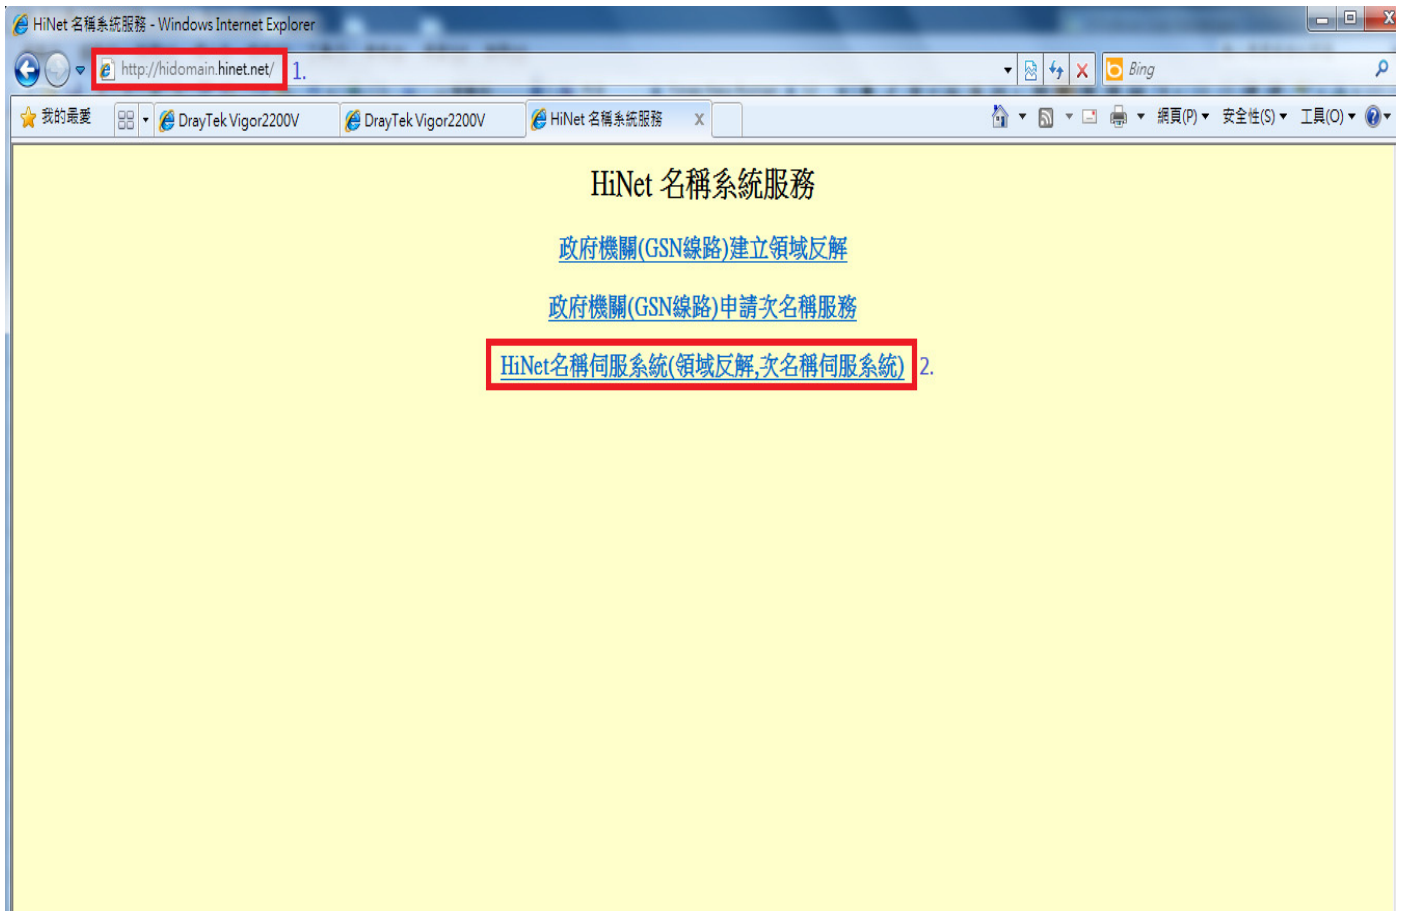 HiNet 名稱系統服務 - Windows Internet Explorer
http://hidomain.hinet.net/ 1.
Bing
我的最愛 DrayTek Vigor2200V DrayTek Vigor2200V HiNet 名稱系統服務 X 網頁(P) 安全性(S) 工具(O)
HiNet 名稱系統服務
政府機關(GSN線路)建立領域反解
政府機關(GSN線路)申請次名稱服務
HiNet名稱伺服系統(領域反解,次名稱伺服系統) 2.